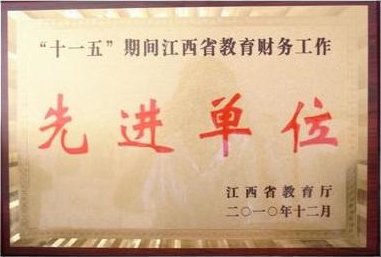 “十一五”期间江西省教育财务工作
先进单位
江西省教育厅
二〇一〇年十二月